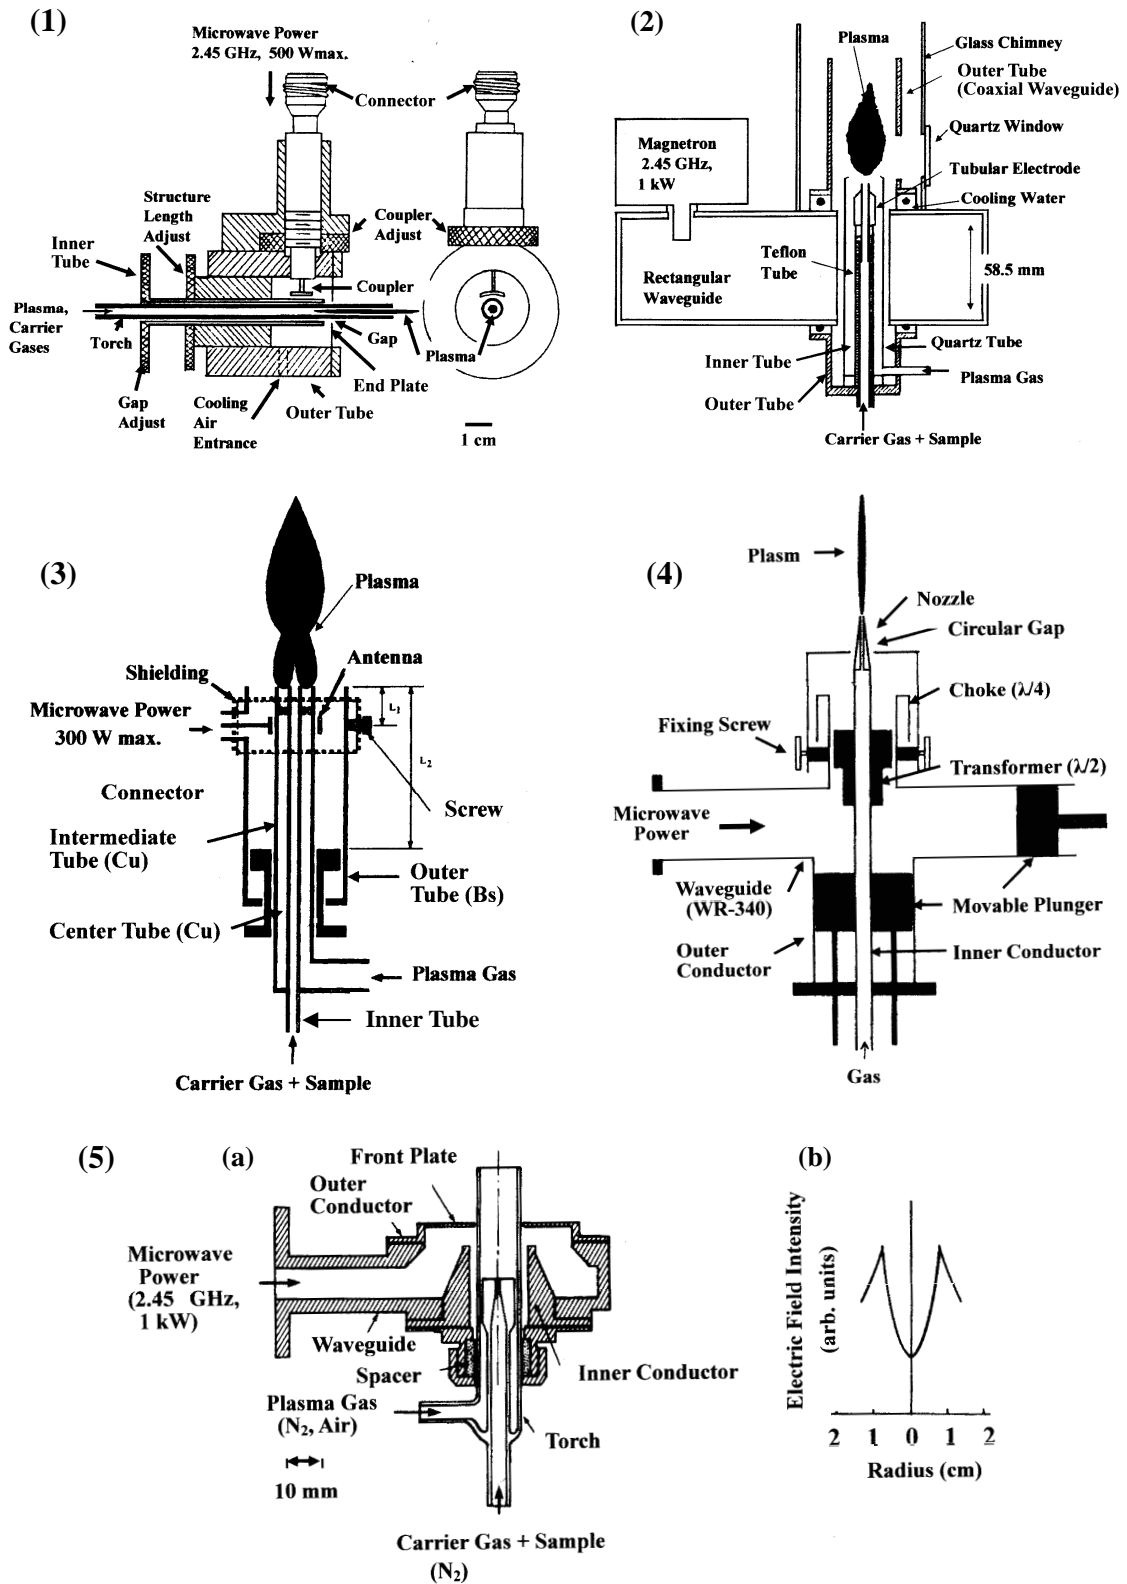 (1)
Microwave Power
2.45 GHz, 500 Wmax.
Connector
Structure
Length
Adjust
Inner
Tube
Coupler
Adjust
Coupler
Plasma,
Carrier
Gases
Torch
Gap
Plasma
End Plate
Gap
Adjust
Cooling
Air
Entrance
Outer Tube
1 cm
(2)
Plasma
Glass Chimney
Outer Tube
(Coaxial Waveguide)
Quartz Window
Magnetron
2.45 GHz,
1 kW
Tubular Electrode
Cooling Water
Teflon
Tube
58.5 mm
Rectangular
Waveguide
Inner Tube
Quartz Tube
Plasma Gas
Outer Tube
Carrier Gas + Sample
(3)
Plasma
Antenna
Shielding
Microwave Power
300 W max.
L₁
L₂
Connector
Screw
Intermediate
Tube (Cu)
Outer
Tube (Bs)
Center Tube (Cu)
Plasma Gas
Inner Tube
Carrier Gas + Sample
(4)
Plasm
Nozzle
Circular Gap
Choke (λ/4)
Fixing Screw
Transformer (λ/2)
Microwave
Power
Waveguide
(WR-340)
Movable Plunger
Outer
Conductor
Inner Conductor
Gas
(5)
(a)
Front Plate
Outer
Conductor
Microwave
Power
(2.45 GHz,
1 kW)
Waveguide
Spacer
Inner Conductor
Plasma Gas
(N₂, Air)
Torch
10 mm
Carrier Gas + Sample
(N₂)
(b)
Electric Field Intensity
(arb. units)
2 1 0 1 2
Radius (cm)